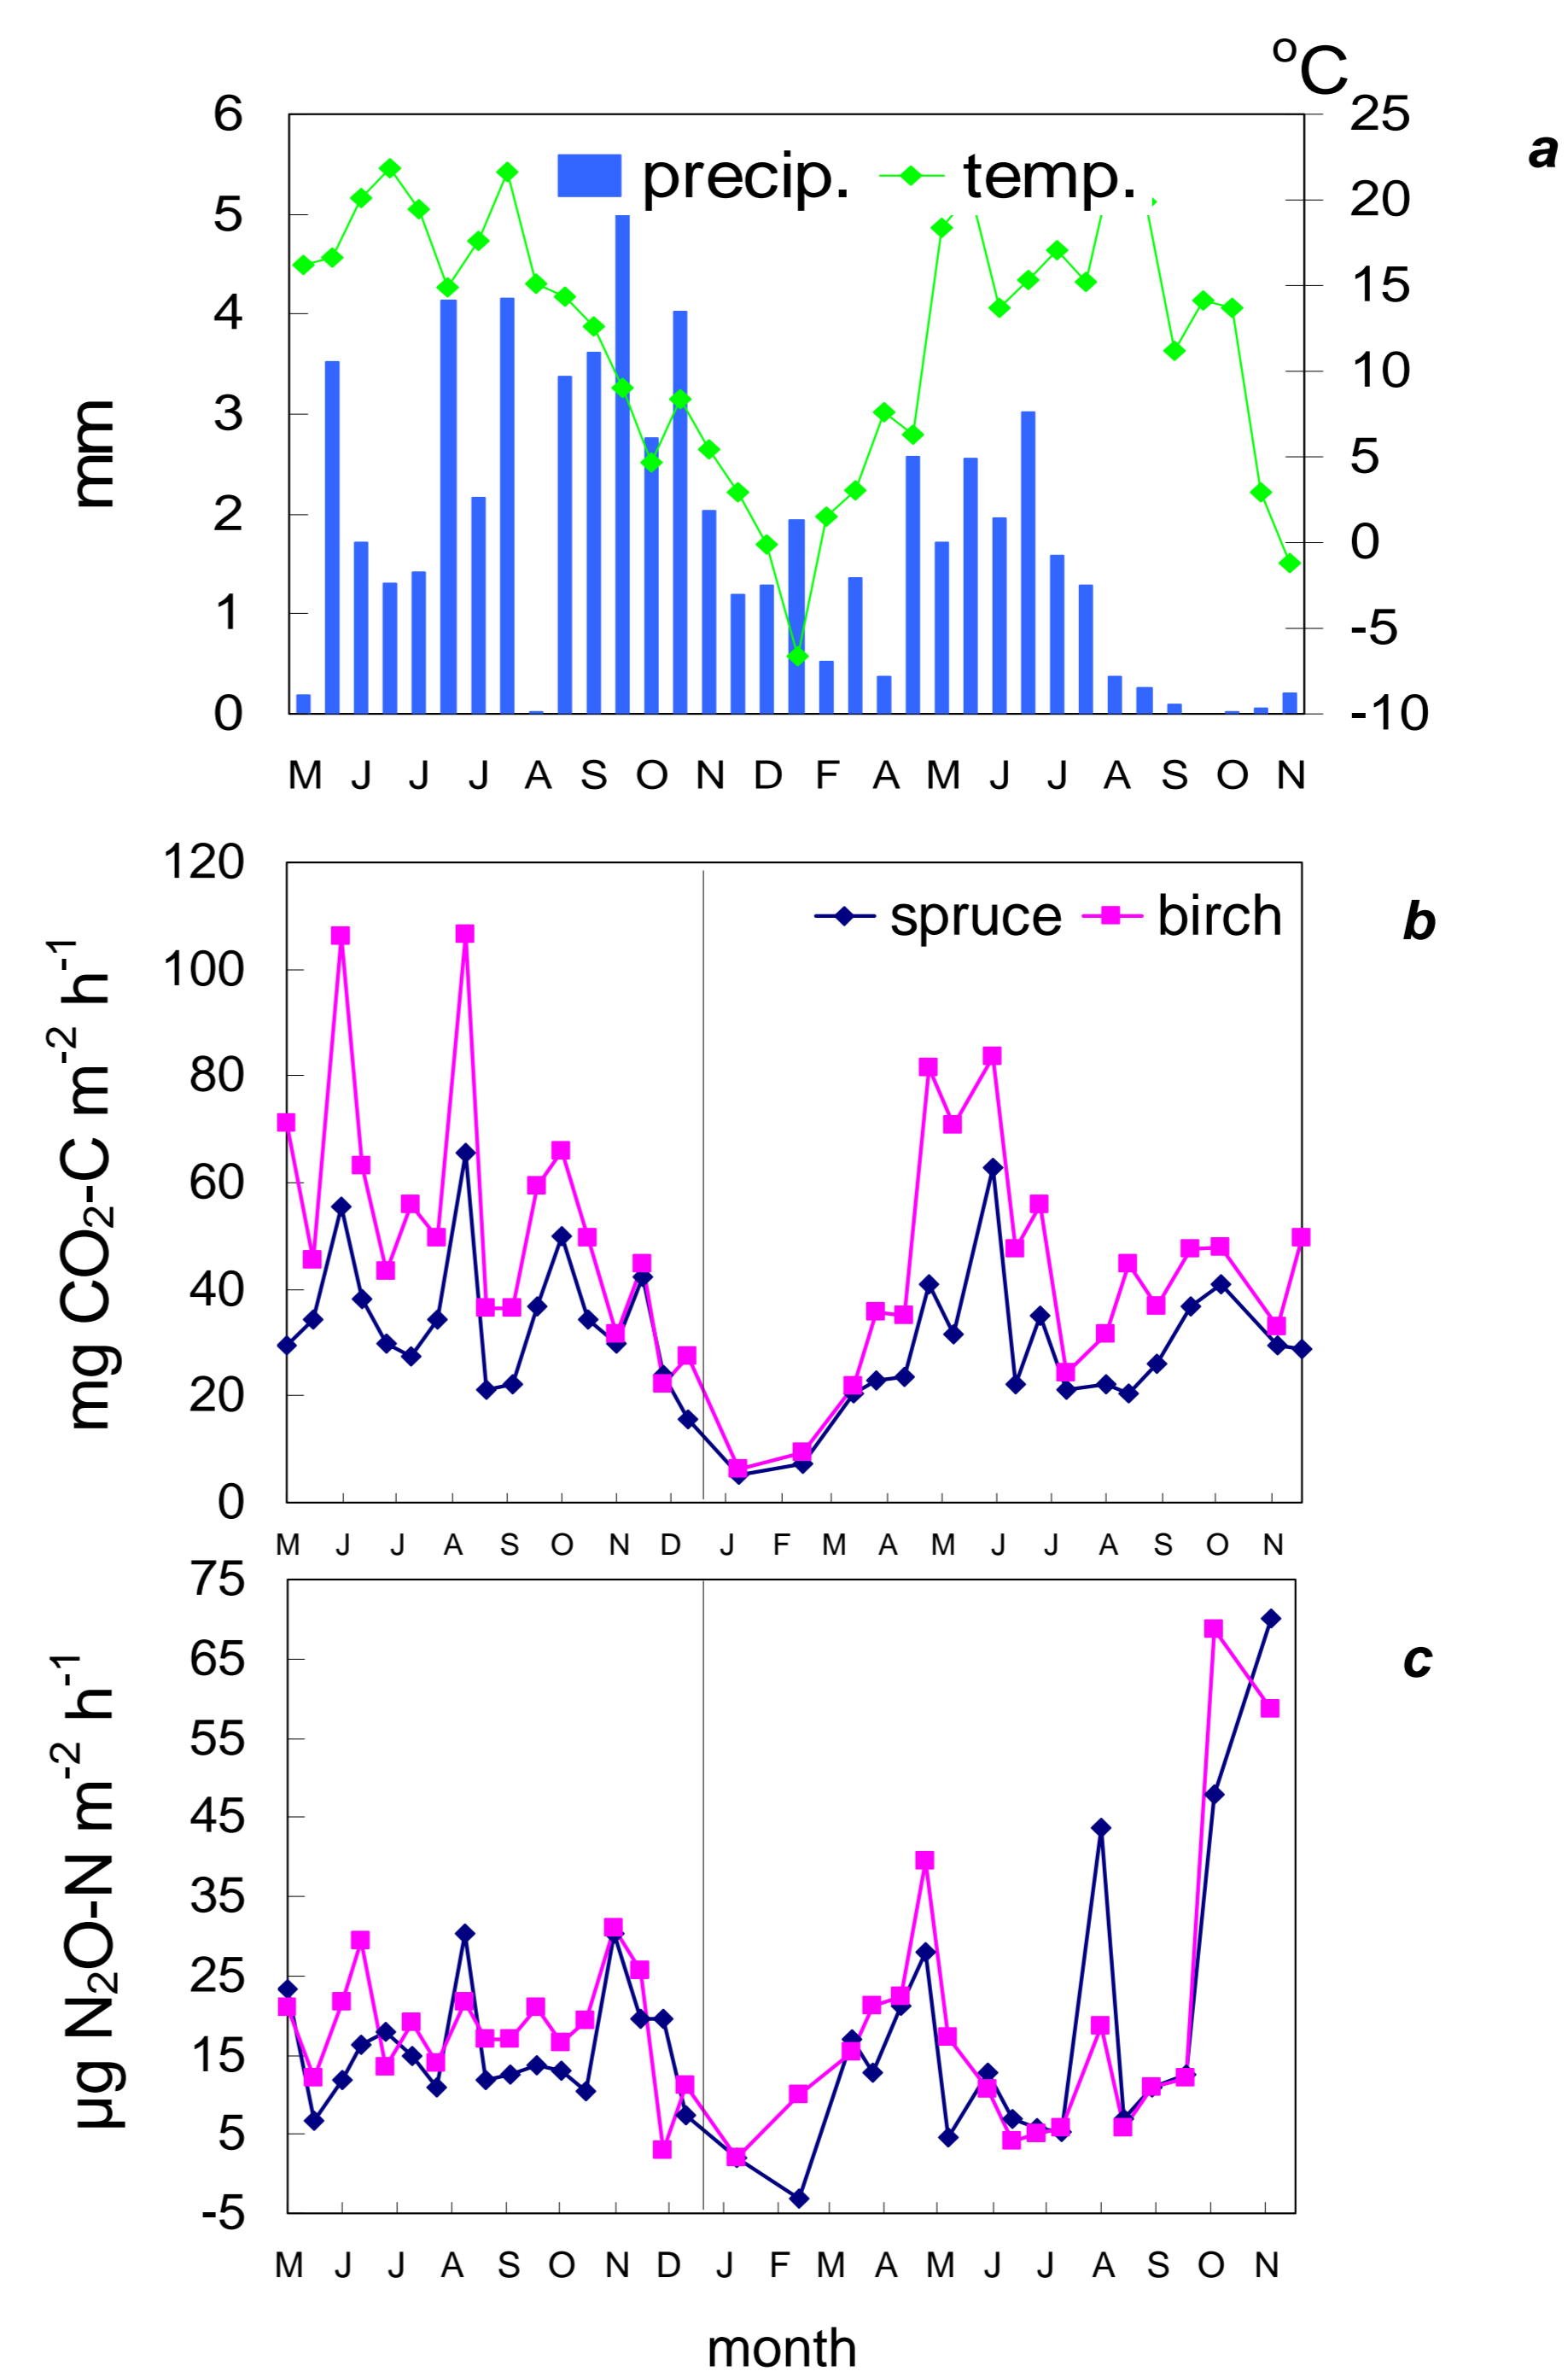 °C
6 25
a
precip. temp.
5 20
4 15
3 10
mm
2 5
1 0
-5
0 -10
M J J J A S O N D F A M J J A S O N
120
spruce birch
b
100
80
60
40
20
0
mg CO₂-C m⁻² h⁻¹
M J J A S O N D J F M A M J J A S O N
75
65
c
55
45
35
25
15
5
-5
µg N₂O-N m⁻² h⁻¹
M J J A S O N D J F M A M J J A S O N
month